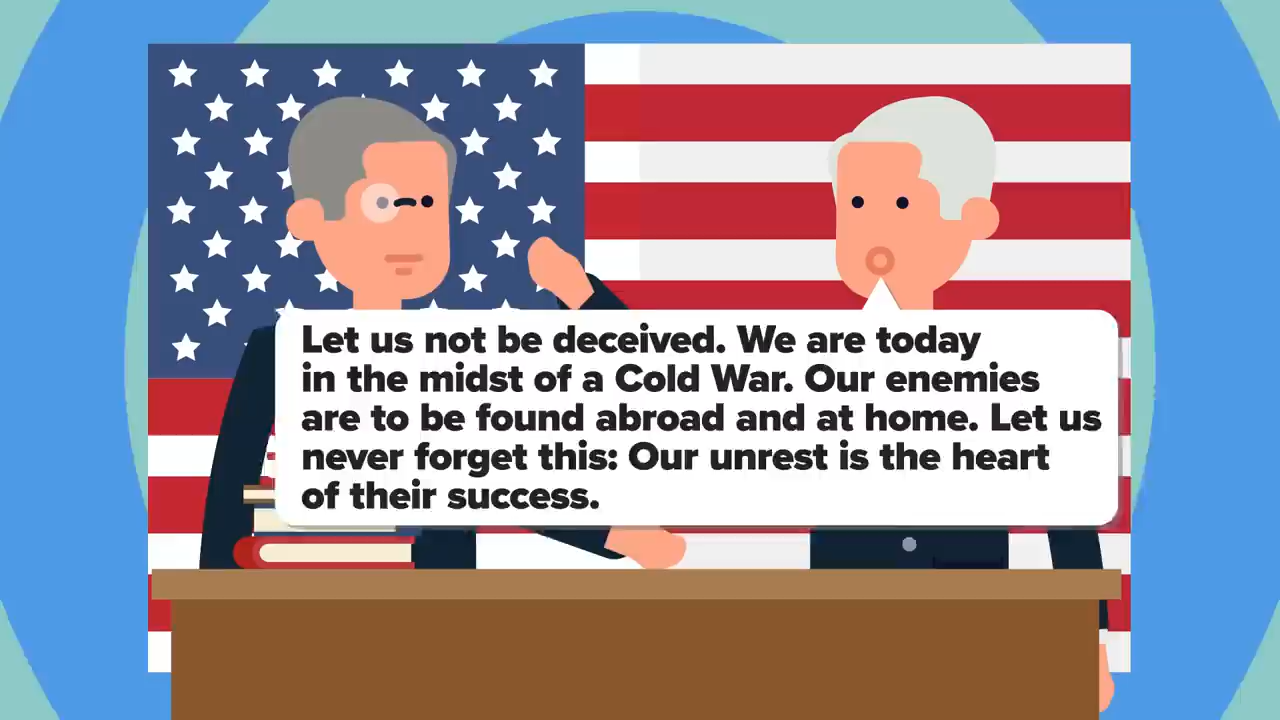 Let us not be deceived. We are today
in the midst of a Cold War. Our enemies
are to be found abroad and at home. Let us
never forget this: Our unrest is the heart
of their success.